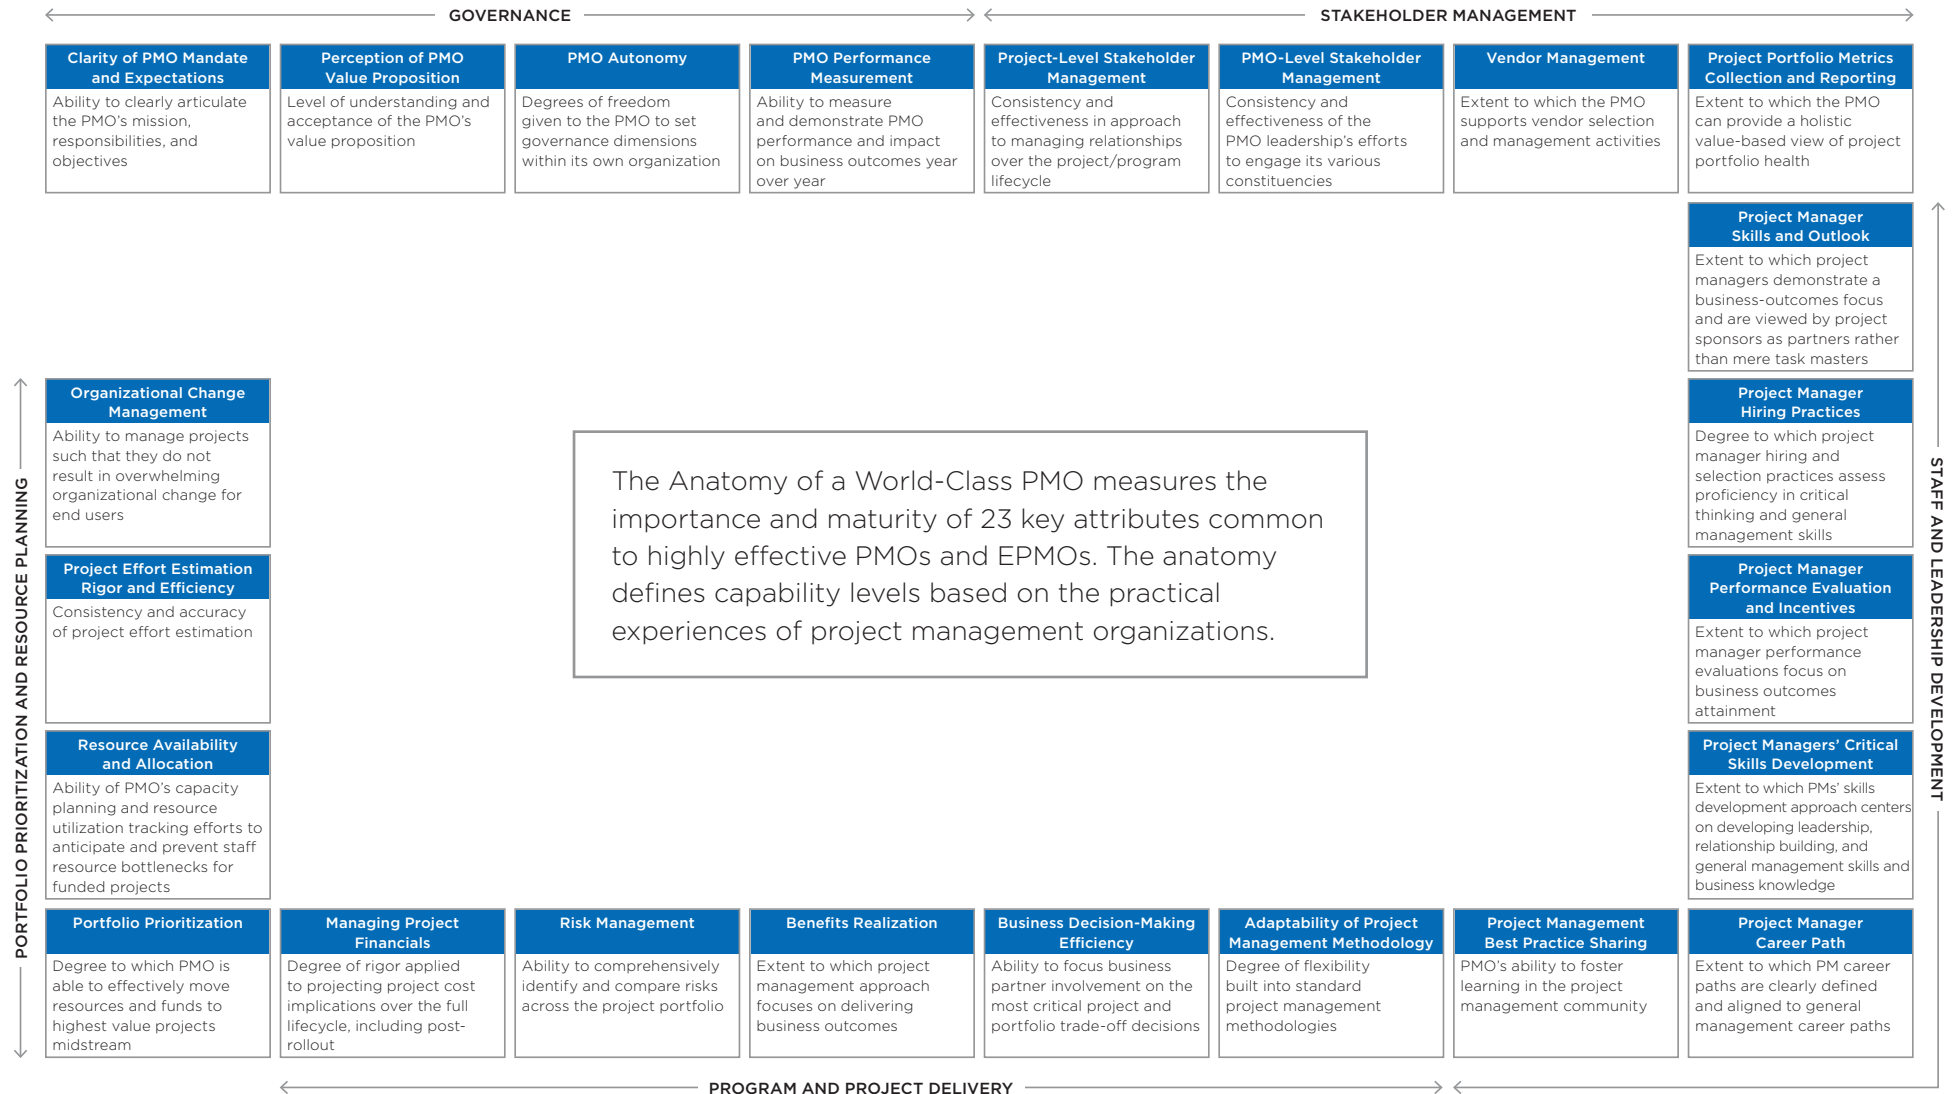 GOVERNANCE
STAKEHOLDER MANAGEMENT
Clarity of PMO Mandate
and Expectations
Ability to clearly articulate
the PMO’s mission,
responsibilities, and
objectives
Perception of PMO
Value Proposition
Level of understanding and
acceptance of the PMO’s
value proposition
PMO Autonomy
Degrees of freedom
given to the PMO to set
governance dimensions
within its own organization
PMO Performance
Measurement
Ability to measure
and demonstrate PMO
performance and impact
on business outcomes year
over year
Project-Level Stakeholder
Management
Consistency and
effectiveness in approach
to managing relationships
over the project/program
lifecycle
PMO-Level Stakeholder
Management
Consistency and
effectiveness of the
PMO leadership’s efforts
to engage its various
constituencies
Vendor Management
Extent to which the PMO
supports vendor selection
and management activities
Project Portfolio Metrics
Collection and Reporting
Extent to which the PMO
can provide a holistic
value-based view of project
portfolio health
Project Manager
Skills and Outlook
Extent to which project
managers demonstrate a
business-outcomes focus
and are viewed by project
sponsors as partners rather
than mere task masters
Project Manager
Hiring Practices
Degree to which project
manager hiring and
selection practices assess
proficiency in critical
thinking and general
management skills
Project Manager
Performance Evaluation
and Incentives
Extent to which project
manager performance
evaluations focus on
business outcomes
attainment
Project Managers’ Critical
Skills Development
Extent to which PMs’ skills
development approach centers
on developing leadership,
relationship building, and
general management skills and
business knowledge
STAFF AND LEADERSHIP DEVELOPMENT
The Anatomy of a World-Class PMO measures the
importance and maturity of 23 key attributes common
to highly effective PMOs and EPMOs. The anatomy
defines capability levels based on the practical
experiences of project management organizations.
PORTFOLIO PRIORITIZATION AND RESOURCE PLANNING
Organizational Change
Management
Ability to manage projects
such that they do not
result in overwhelming
organizational change for
end users
Project Effort Estimation
Rigor and Efficiency
Consistency and accuracy
of project effort estimation
Resource Availability
and Allocation
Ability of PMO’s capacity
planning and resource
utilization tracking efforts to
anticipate and prevent staff
resource bottlenecks for
funded projects
Portfolio Prioritization
Degree to which PMO is
able to effectively move
resources and funds to
highest value projects
midstream
Managing Project
Financials
Degree of rigor applied
to projecting project cost
implications over the full
lifecycle, including post-
rollout
Risk Management
Ability to comprehensively
identify and compare risks
across the project portfolio
Benefits Realization
Extent to which project
management approach
focuses on delivering
business outcomes
Business Decision-Making
Efficiency
Ability to focus business
partner involvement on the
most critical project and
portfolio trade-off decisions
Adaptability of Project
Management Methodology
Degree of flexibility
built into standard
project management
methodologies
Project Management
Best Practice Sharing
PMO’s ability to foster
learning in the project
management community
Project Manager
Career Path
Extent to which PM career
paths are clearly defined
and aligned to general
management career paths
PROGRAM AND PROJECT DELIVERY